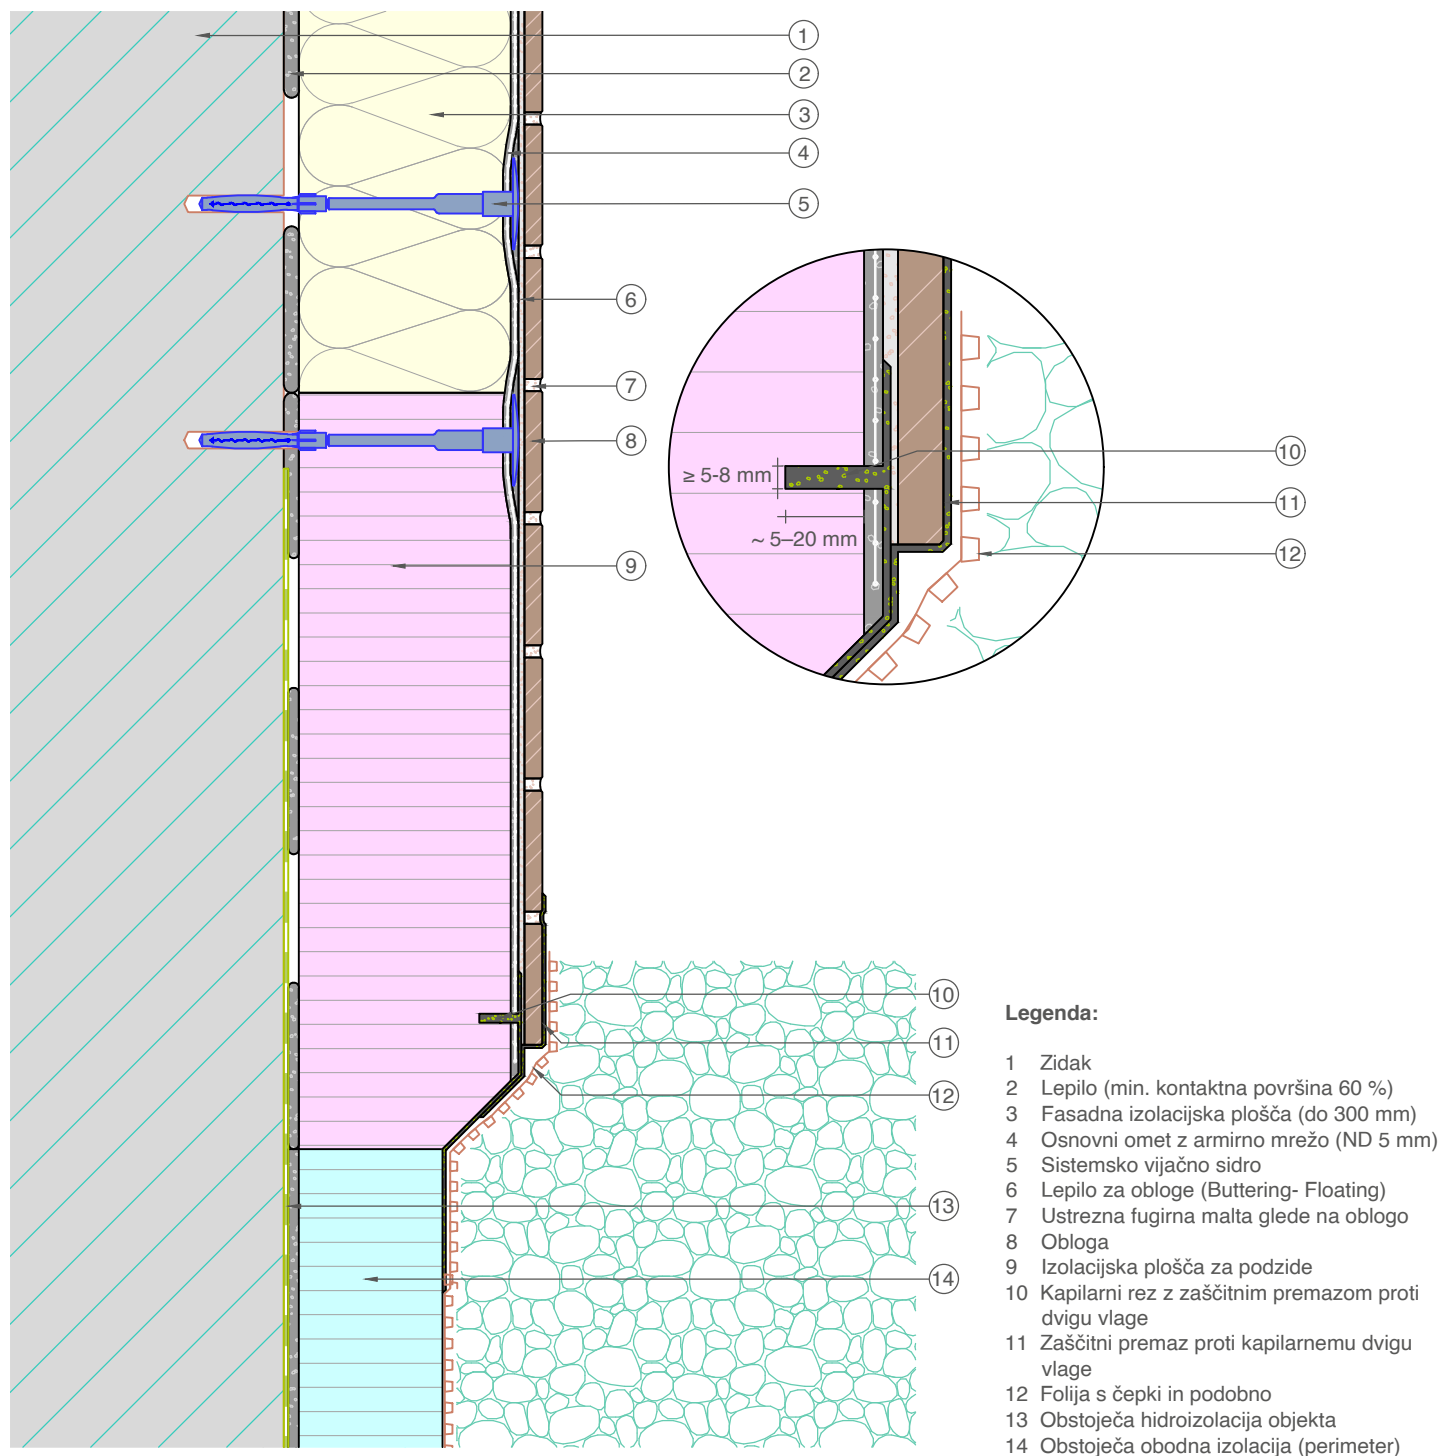 1
2
3
4
5
6
7
8
9
≥ 5-8 mm
~ 5–20 mm
10
11
12
10
11
12
13
14
Legenda:
1 Zidak
2 Lepilo (min. kontaktna površina 60 %)
3 Fasadna izolacijska plošča (do 300 mm)
4 Osnovni omet z armirno mrežo (ND 5 mm)
5 Sistemsko vijačno sidro
6 Lepilo za obloge (Buttering- Floating)
7 Ustrezna fugirna malta glede na oblogo
8 Obloga
9 Izolacijska plošča za podzide
10 Kapilarni rez z zaščitnim premazom proti
dvigu vlage
11 Zaščitni premaz proti kapilarnemu dvigu
vlage
12 Folija s čepki in podobno
13 Obstoječa hidroizolacija objekta
14 Obstoječa obodna izolacija (perimeter)